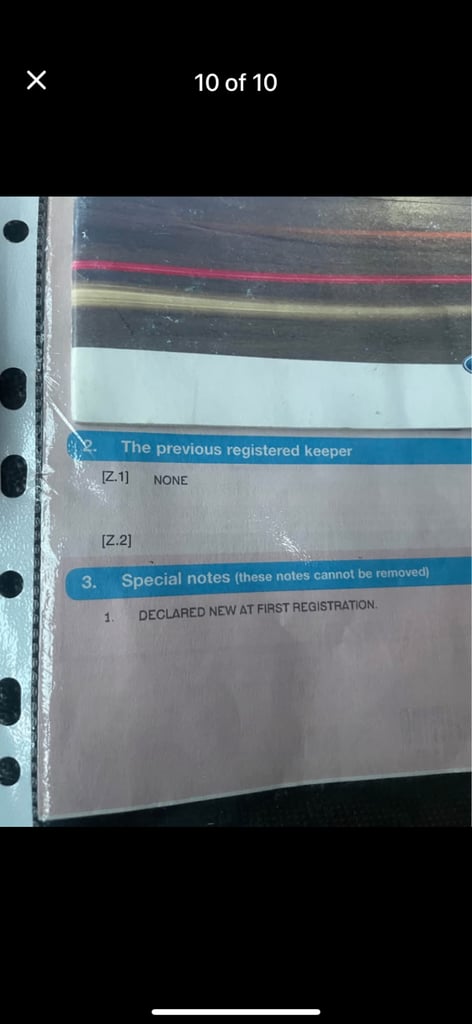 10 of 10
2. The previous registered keeper
[Z.1] NONE
[Z.2]
3. Special notes (these notes cannot be removed)
1. DECLARED NEW AT FIRST REGISTRATION.